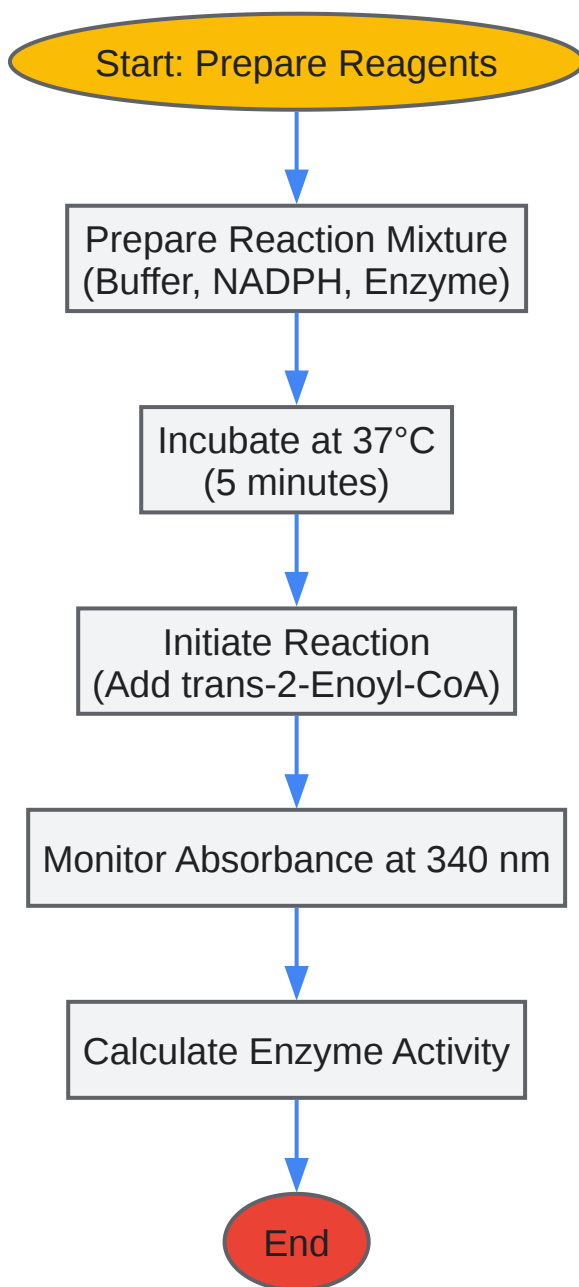 Start: Prepare Reagents
Prepare Reaction Mixture
(Buffer, NADPH, Enzyme)
Incubate at 37°C
(5 minutes)
Initiate Reaction
(Add trans-2-Enoyl-CoA)
Monitor Absorbance at 340 nm
Calculate Enzyme Activity
End